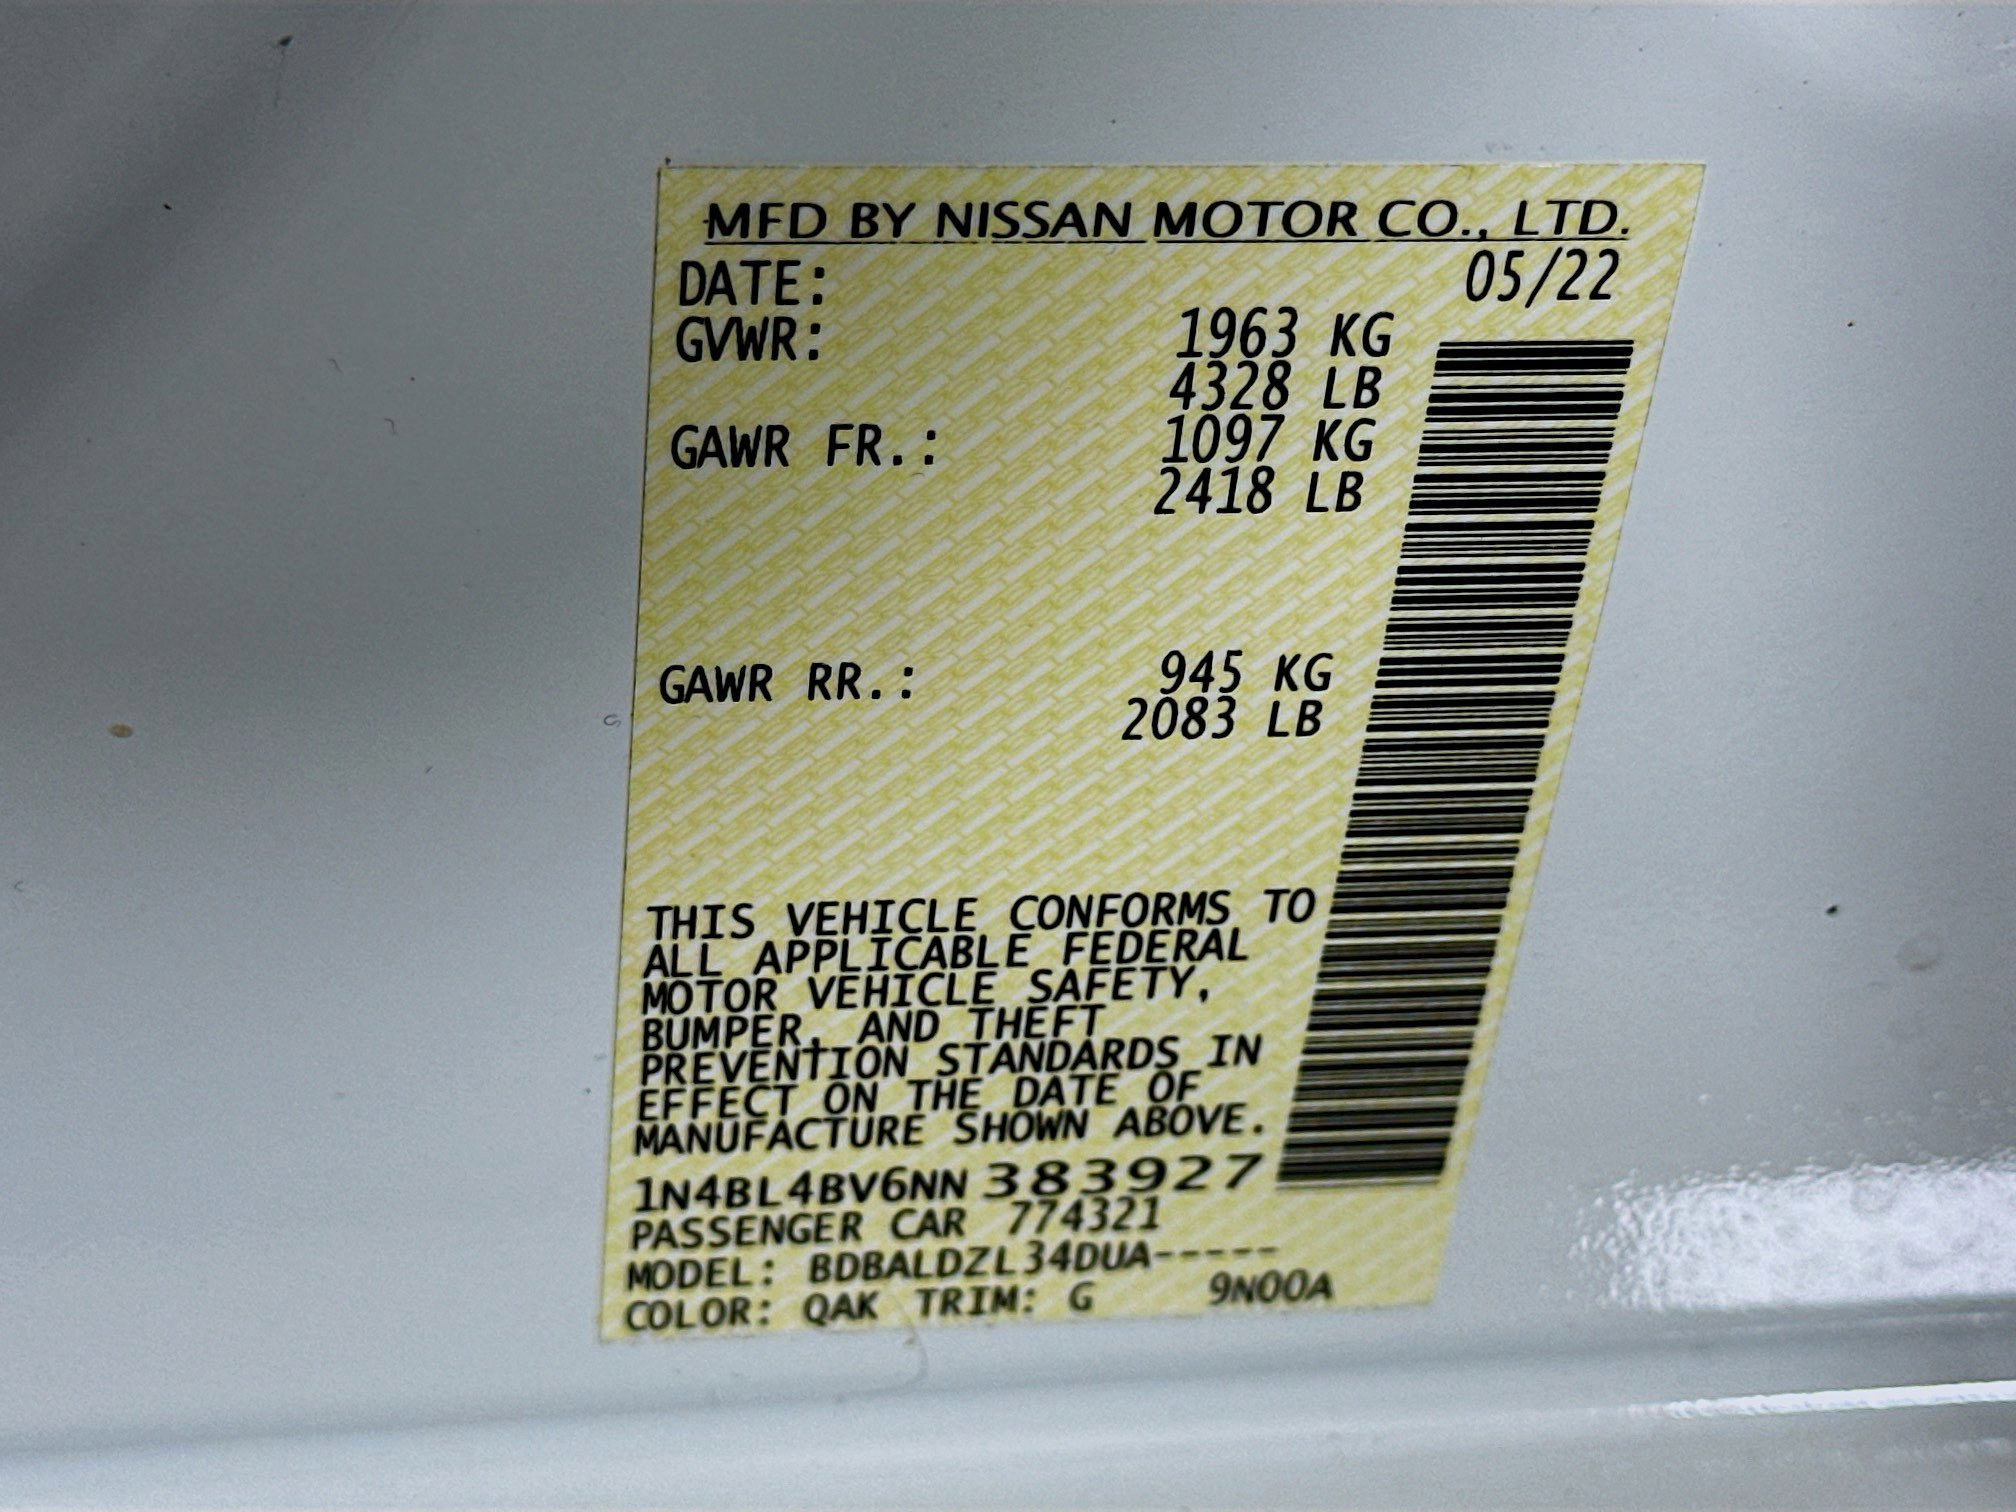 MFD BY NISSAN MOTOR CO., LTD.
DATE: 05/22
GVWR: 1963 KG
4328 LB
GAWR FR.: 1097 KG
2418 LB
GAWR RR.: 945 KG
2083 LB
THIS VEHICLE CONFORMS TO
ALL APPLICABLE FEDERAL
MOTOR VEHICLE SAFETY,
BUMPER, AND THEFT
PREVENTION STANDARDS IN
EFFECT ON THE DATE OF
MANUFACTURE SHOWN ABOVE.
1N4BL4BV6NN383927
PASSENGER CAR 774321
MODEL: BDBALDZL34DUA-----
COLOR: QAK TRIM: G 9N00A